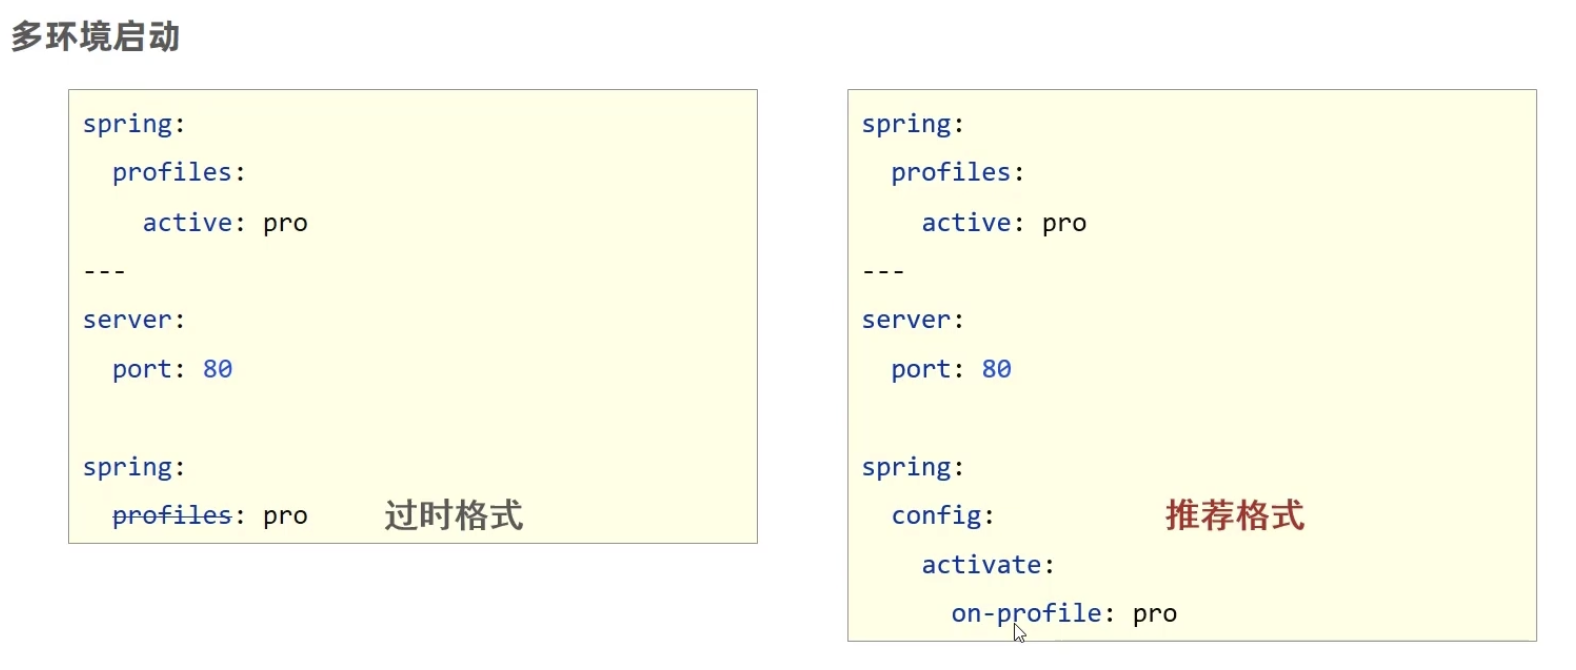 多环境启动
spring:
  profiles:
    active: pro
---
server:
  port: 80
spring:
  profiles: pro
过时格式
spring:
  profiles:
    active: pro
---
server:
  port: 80
spring:
  config:
推荐格式
    activate:
      on-profile: pro